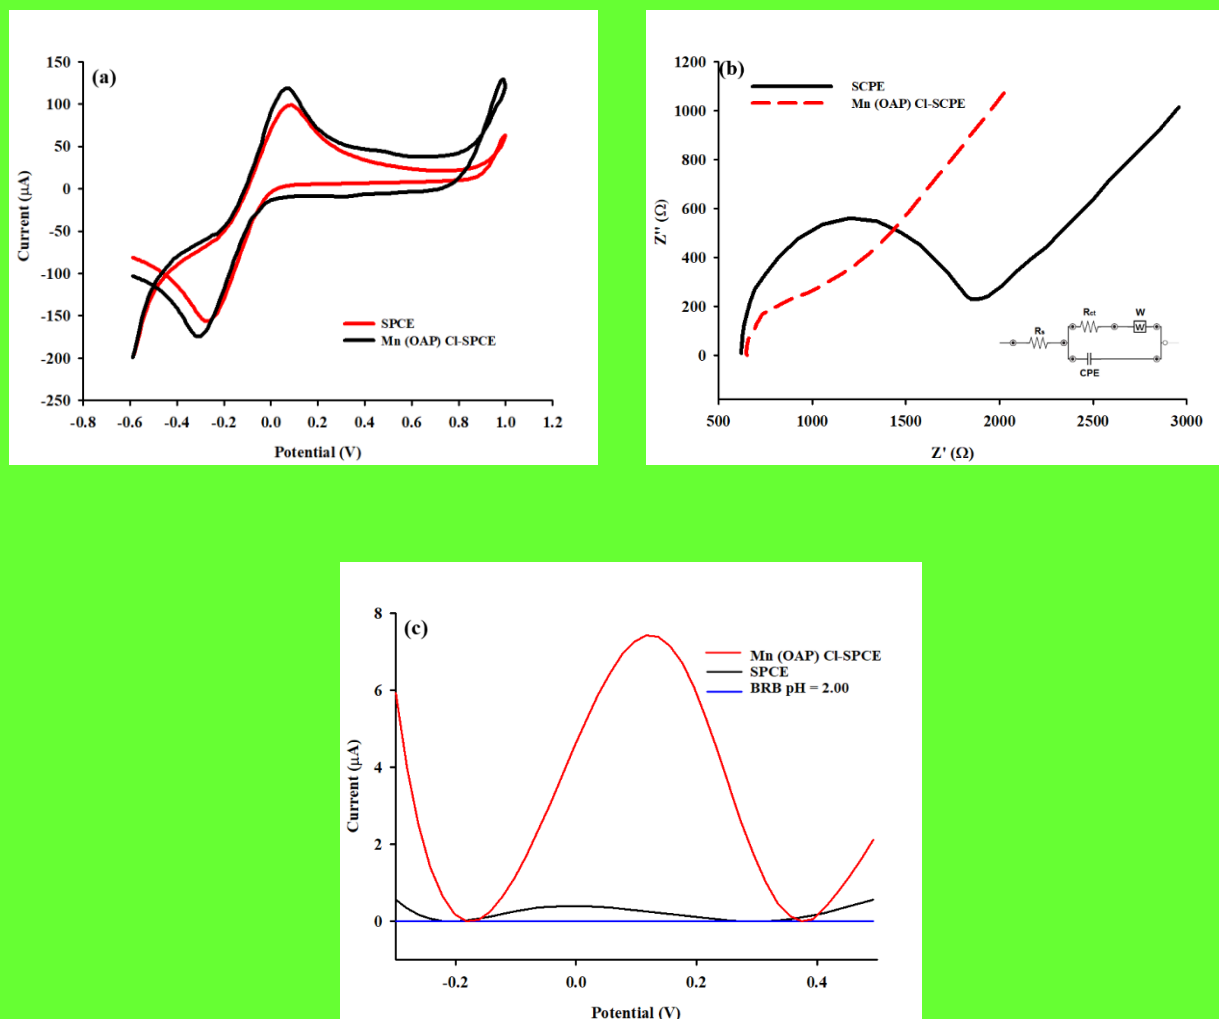 (a)
150
100
50
0
-50
-100
-150
-200
-250
Current (µA)
SPCE
Mn (OAP) Cl-SPCE
-0.8 -0.6 -0.4 -0.2 0.0 0.2 0.4 0.6 0.8 1.0 1.2
Potential (V)
(b)
1200
1000
800
600
400
200
0
Z'' (Ω)
SCPE
Mn (OAP) Cl-SCPE
Rs
Rct
W
W
CPE
500 1000 1500 2000 2500 3000
Z' (Ω)
(c)
8
6
4
2
0
Current (µA)
Mn (OAP) Cl-SPCE
SPCE
BRB pH = 2.00
-0.2 0.0 0.2 0.4
Potential (V)